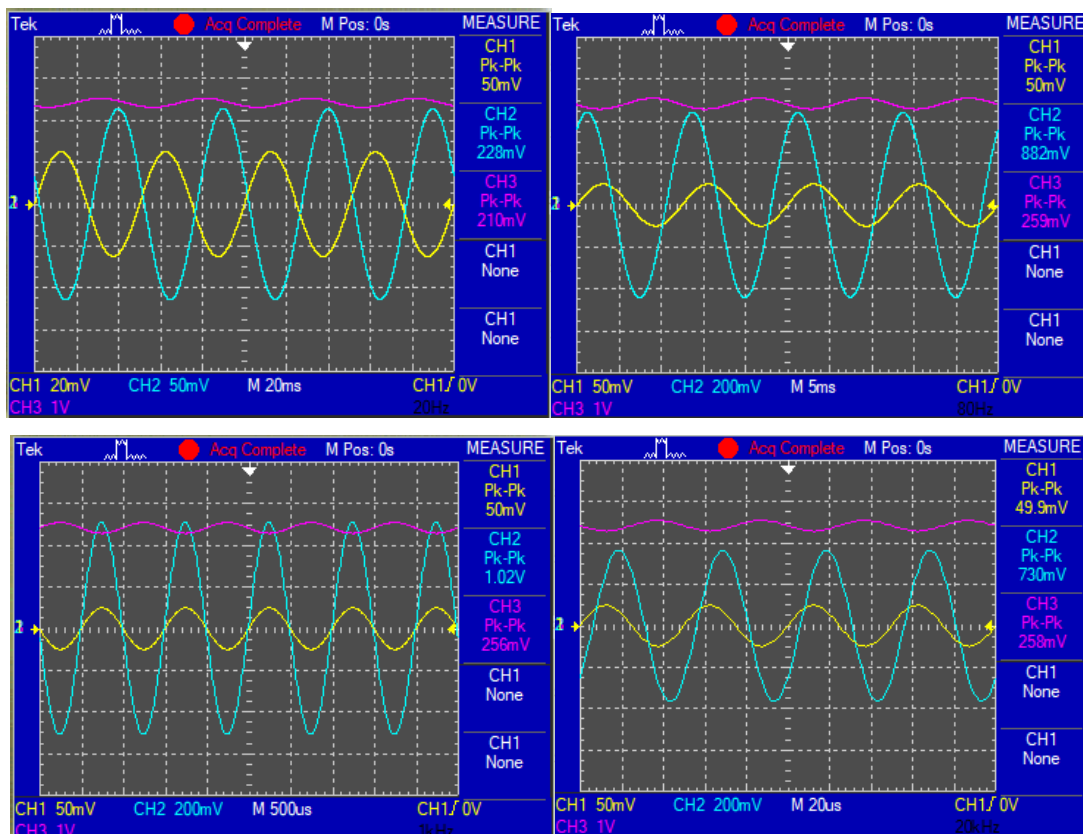 Tek Acq Complete M Pos: 0s MEASURE
CH1
Pk-Pk
50mV
CH2
Pk-Pk
228mV
CH3
Pk-Pk
210mV
CH1
None
CH1
None
CH1 20mV CH2 50mV M 20ms CH1 0V
CH3 1V 20Hz
Tek Acq Complete M Pos: 0s MEASURE
CH1
Pk-Pk
50mV
CH2
Pk-Pk
882mV
CH3
Pk-Pk
259mV
CH1
None
CH1
None
CH1 50mV CH2 200mV M 5ms CH1 0V
CH3 1V 80Hz
Tek Acq Complete M Pos: 0s MEASURE
CH1
Pk-Pk
50mV
CH2
Pk-Pk
1.02V
CH3
Pk-Pk
256mV
CH1
None
CH1
None
CH1 50mV CH2 200mV M 500us CH1 0V
CH3 1V 1kHz
Tek Acq Complete M Pos: 0s MEASURE
CH1
Pk-Pk
49.9mV
CH2
Pk-Pk
730mV
CH3
Pk-Pk
258mV
CH1
None
CH1
None
CH1 50mV CH2 200mV M 20us CH1 0V
CH3 1V 20kHz